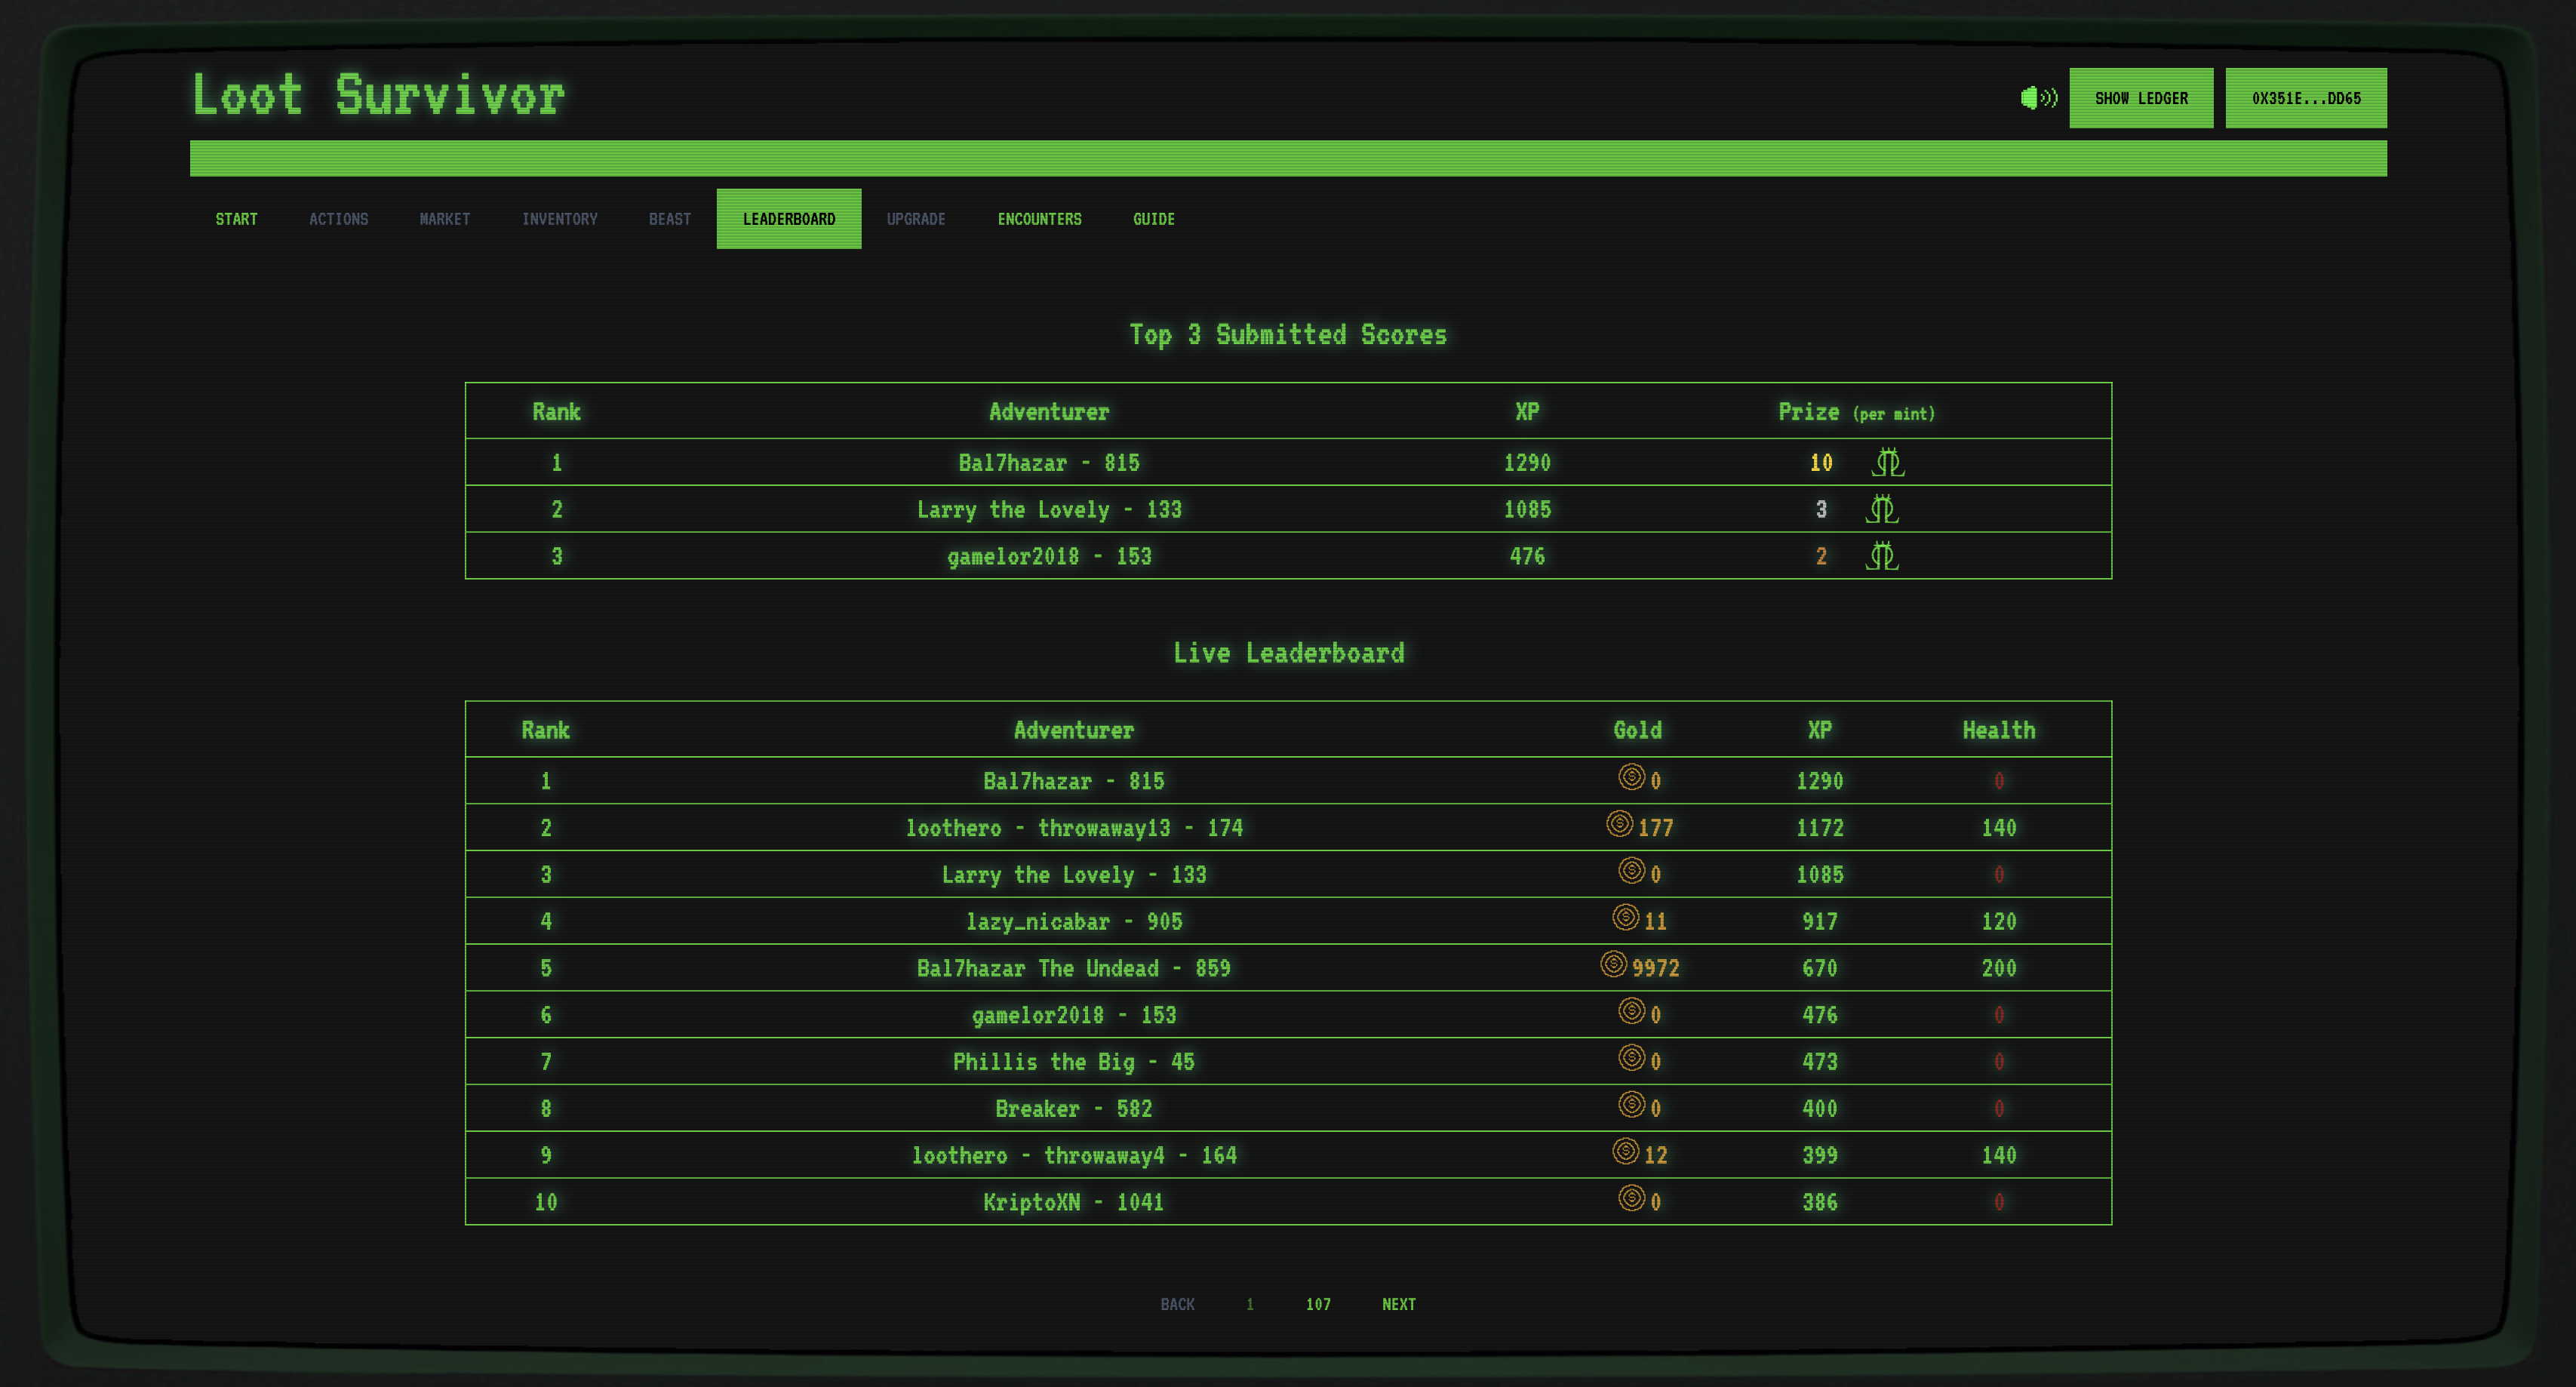 Loot Survivor
SHOW LEDGER
0X351E...DD65
START ACTIONS MARKET INVENTORY BEAST LEADERBOARD UPGRADE ENCOUNTERS GUIDE
Top 3 Submitted Scores
Rank Adventurer XP Prize (per mint)
1 Bal7hazar - 815 1290 10
2 Larry the Lovely - 133 1085 3
3 gamelor2018 - 153 476 2
Live Leaderboard
Rank Adventurer Gold XP Health
1 Bal7hazar - 815 0 1290 0
2 loothero - throwaway13 - 174 177 1172 140
3 Larry the Lovely - 133 0 1085 0
4 lazy_nicabar - 905 11 917 120
5 Bal7hazar The Undead - 859 9972 670 200
6 gamelor2018 - 153 0 476 0
7 Phillis the Big - 45 0 473 0
8 Breaker - 582 0 400 0
9 loothero - throwaway4 - 164 12 399 140
10 KriptoXN - 1041 0 386 0
BACK 1 107 NEXT